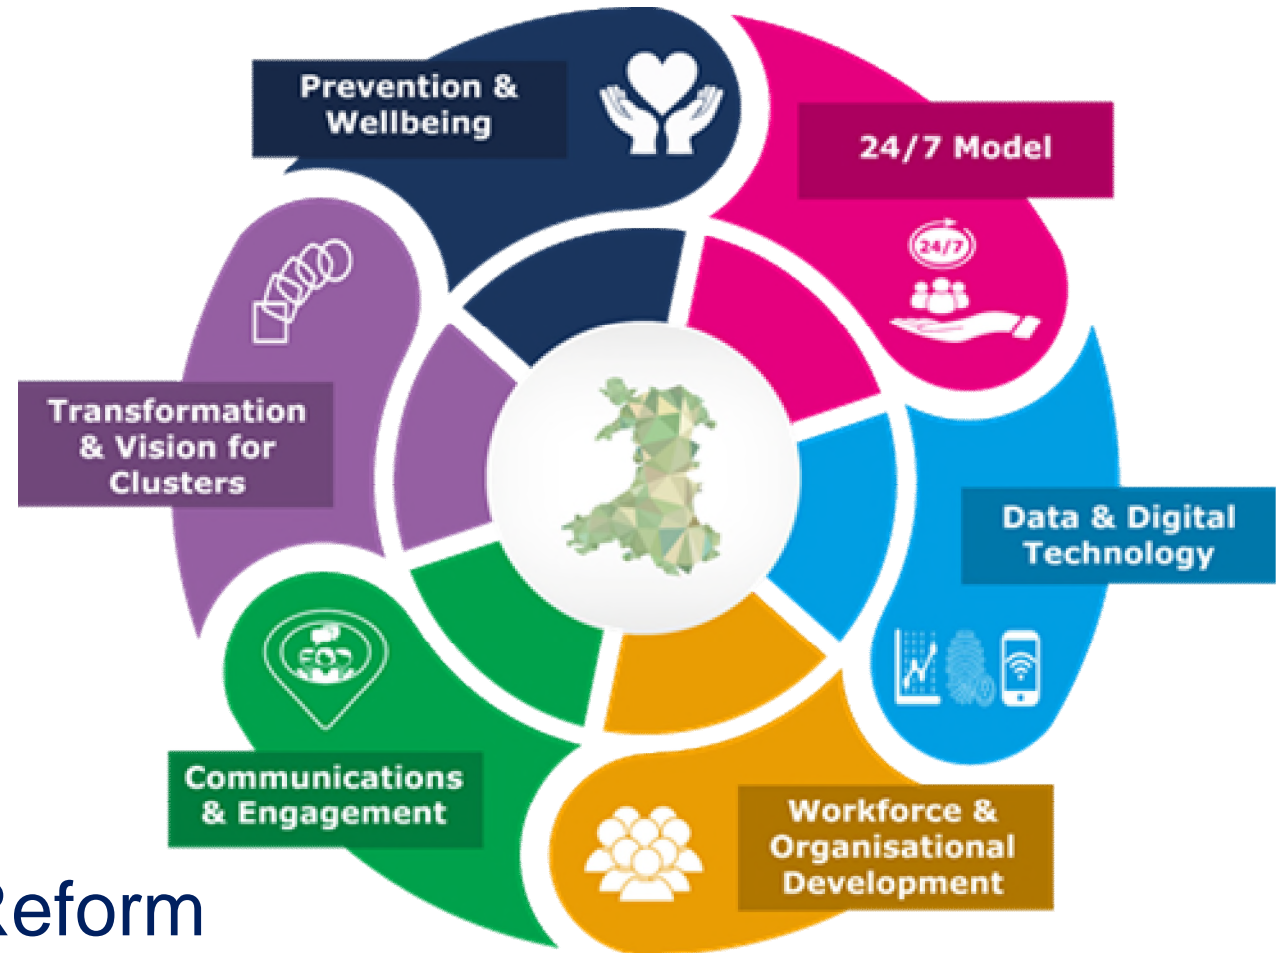 Prevention &
Wellbeing
24/7 Model
24/7
Transformation
& Vision for
Clusters
Data & Digital
Technology
Communications
& Engagement
Workforce &
Organisational
Development
Reform